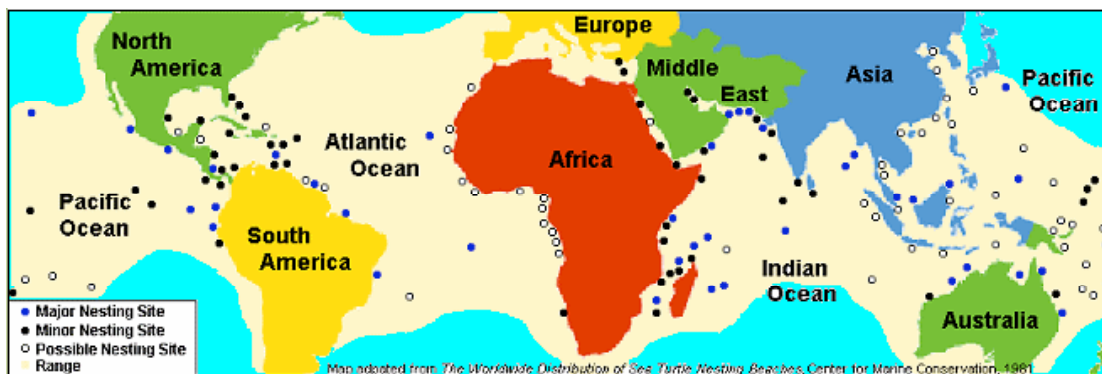 North
America
Europe
Middle
East
Asia
Pacific
Ocean
Atlantic
Ocean
Africa
Pacific
Ocean
South
America
Indian
Ocean
Australia
Major Nesting Site
Minor Nesting Site
Possible Nesting Site
Range
Map adapted from The Worldwide Distribution of Sea Turtle Nesting Beaches, Center for Marine Conservation, 1981